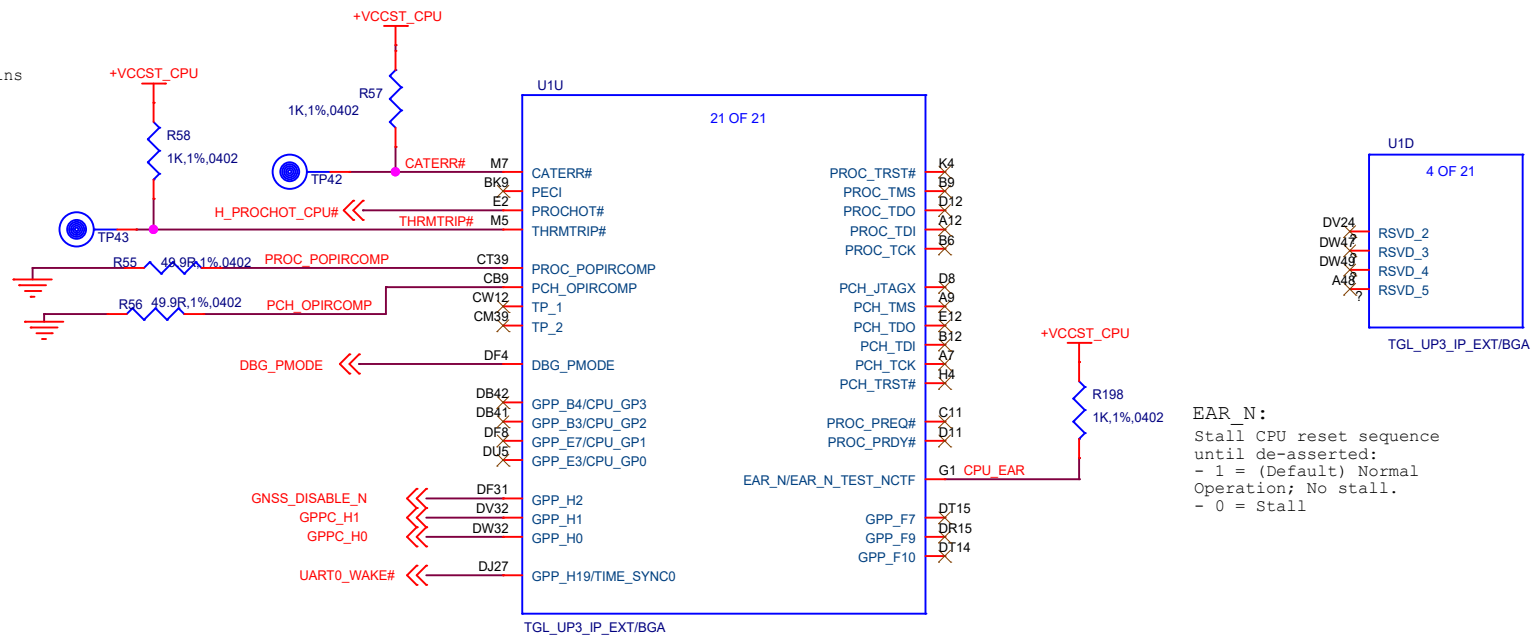 ins
+VCCST_CPU
R58
1K,1%,0402
TP43
+VCCST_CPU
R57
1K,1%,0402
TP42
CATERR#
H_PROCHOT_CPU#
THRMTRIP#
R55
49.9R,1%,0402
PROC_POPIRCOMP
R56
49.9R,1%,0402
PCH_OPIRCOMP
DBG_PMODE
GNSS_DISABLE_N
GPPC_H1
GPPC_H0
UART0_WAKE#
U1U
21 OF 21
M7 CATERR#
BK9 PECI
E2 PROCHOT#
M5 THRMTRIP#
CT39 PROC_POPIRCOMP
CB9 PCH_OPIRCOMP
CW12 TP_1
CM39 TP_2
DF4 DBG_PMODE
DB42 GPP_B4/CPU_GP3
DB41 GPP_B3/CPU_GP2
DF8 GPP_E7/CPU_GP1
DU5 GPP_E3/CPU_GP0
DF31 GPP_H2
DV32 GPP_H1
DW32 GPP_H0
DJ27 GPP_H19/TIME_SYNC0
PROC_TRST# K4
PROC_TMS B9
PROC_TDO D12
PROC_TDI A12
PROC_TCK B6
PCH_JTAGX D8
PCH_TMS A9
PCH_TDO E12
PCH_TDI B12
PCH_TCK A7
PCH_TRST# H4
PROC_PREQ# C11
PROC_PRDY# D11
EAR_N/EAR_N_TEST_NCTF G1 CPU_EAR
GPP_F7 DT15
GPP_F9 DR15
GPP_F10 DT14
TGL_UP3_IP_EXT/BGA
+VCCST_CPU
R198
1K,1%,0402
EAR_N:
Stall CPU reset sequence
until de-asserted:
- 1 = (Default) Normal
Operation; No stall.
- 0 = Stall
U1D
4 OF 21
DV24 RSVD_2
DW47 RSVD_3
DW49 RSVD_4
A48 RSVD_5
?
TGL_UP3_IP_EXT/BGA